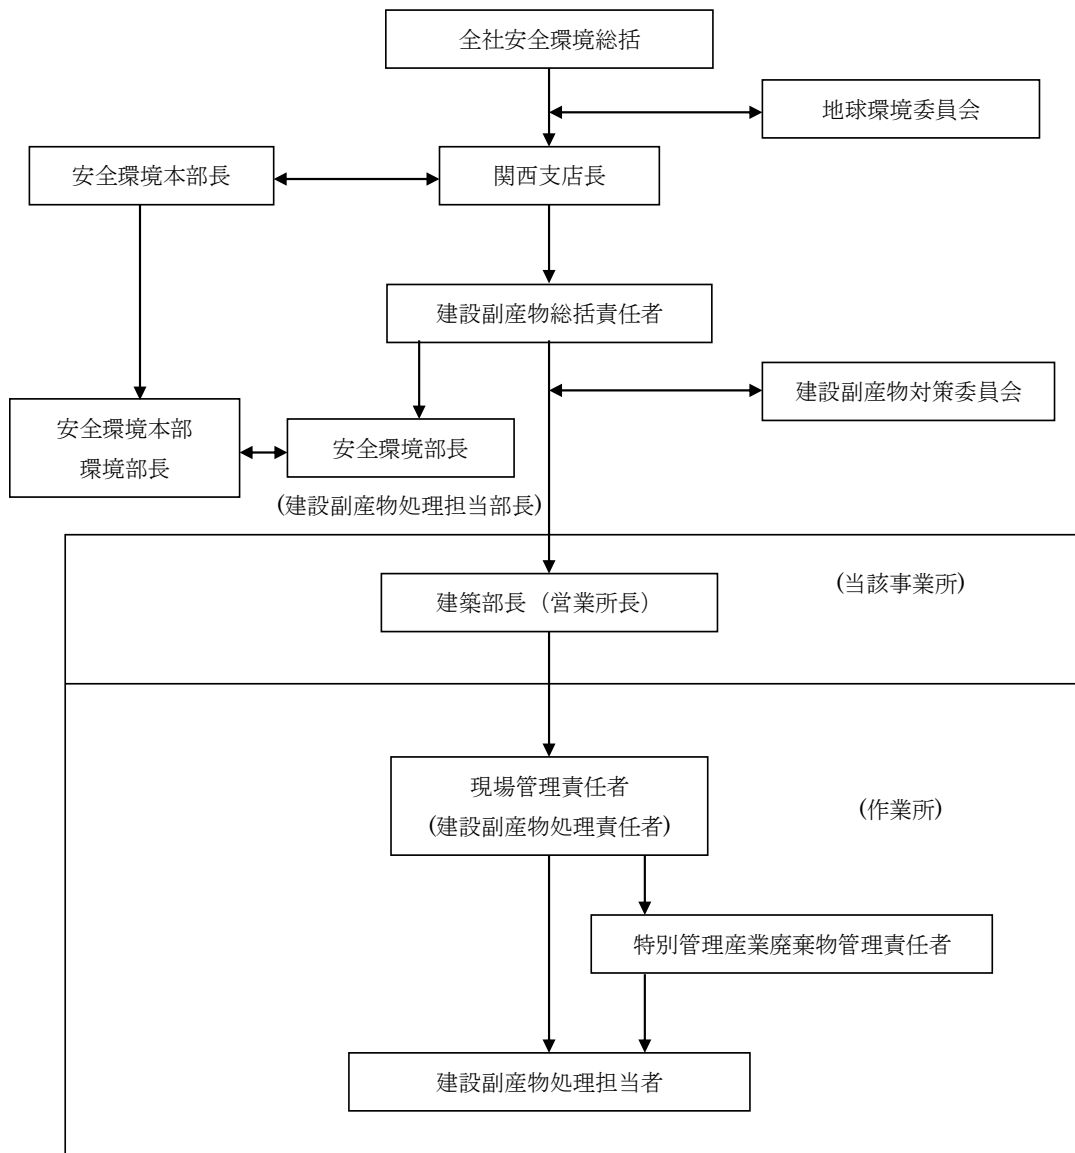 全社安全環境総括
地球環境委員会
安全環境本部長
関西支店長
建設副産物総括責任者
建設副産物対策委員会
安全環境本部
環境部長
安全環境部長
(建設副産物処理担当部長)
(当該事業所)
建築部長（営業所長）
現場管理責任者
(建設副産物処理責任者)
(作業所)
特別管理産業廃棄物管理責任者
建設副産物処理担当者